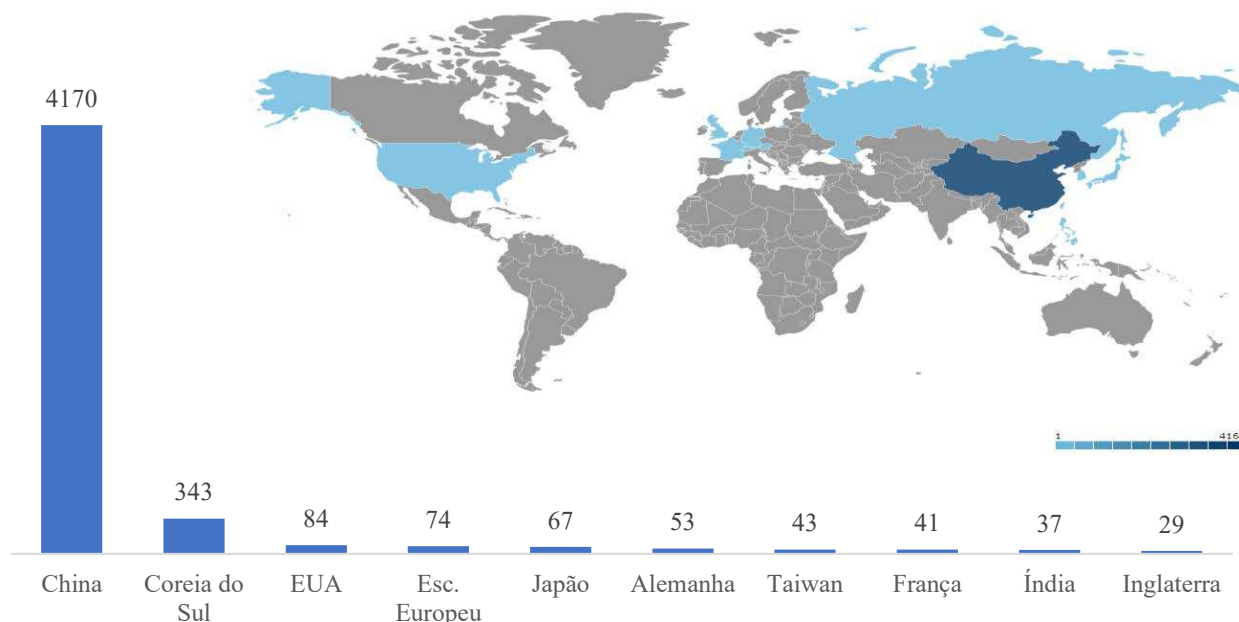 4170
1
416
343
84
74
67
53
43
41
37
29
China
Coreia do
Sul
EUA
Esc.
Europeu
Japão
Alemanha
Taiwan
França
Índia
Inglaterra